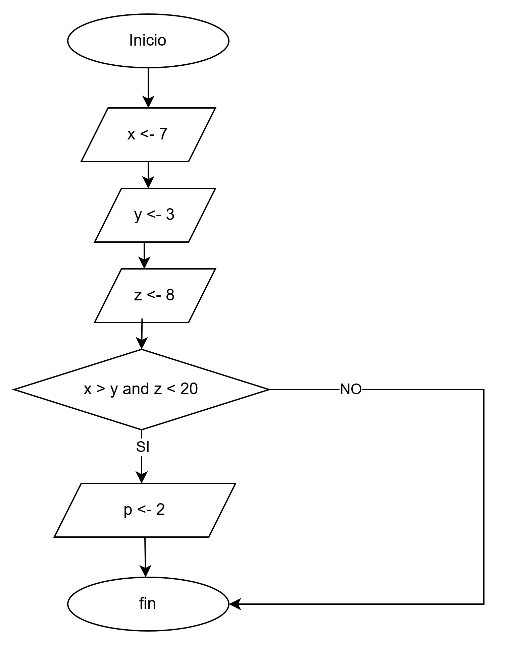 Inicio
x <- 7
y <- 3
z <- 8
x > y and z < 20
NO
SI
p <- 2
fin